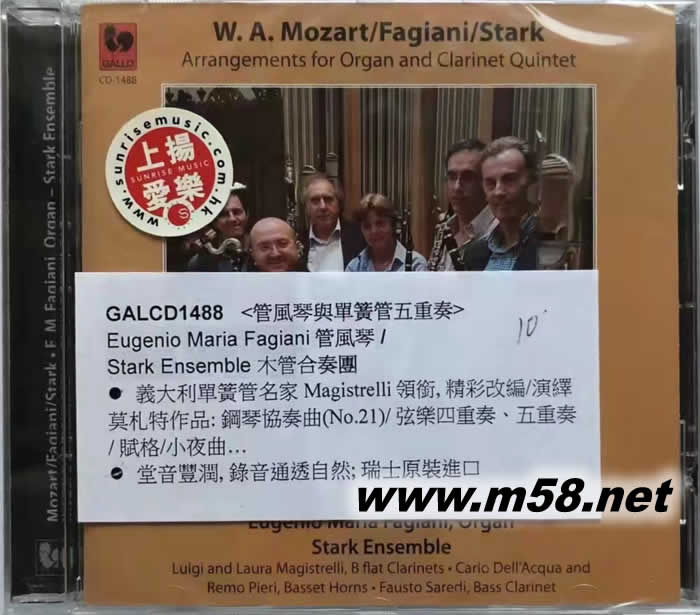 W. A. Mozart/Fagiani/Stark
Arrangements for Organ and Clarinet Quintet
GALLO
CD-1488
www.sunrisemusic.com.hk
上揚
SUNRISE MUSIC
愛樂
S
Mozart/Fagiani/Stark • E. M. Fagiani, Organ – Stark Ensemble
GALCD1488 <管風琴與單簧管五重奏>
Eugenio Maria Fagiani 管風琴 /
Stark Ensemble 木管合奏團
10
● 義大利單簧管名家 Magistrelli 領銜, 精彩改編/演繹
莫札特作品: 鋼琴協奏曲(No.21)/ 弦樂四重奏、五重奏
/ 賦格/小夜曲…
● 堂音豐潤, 錄音通透自然; 瑞士原裝進口
www.m58.net
Eugenio Maria Fagiani, Organ
Stark Ensemble
Luigi and Laura Magistrelli, B flat Clarinets • Carlo Dell'Acqua and
Remo Pieri, Basset Horns • Fausto Saredi, Bass Clarinet